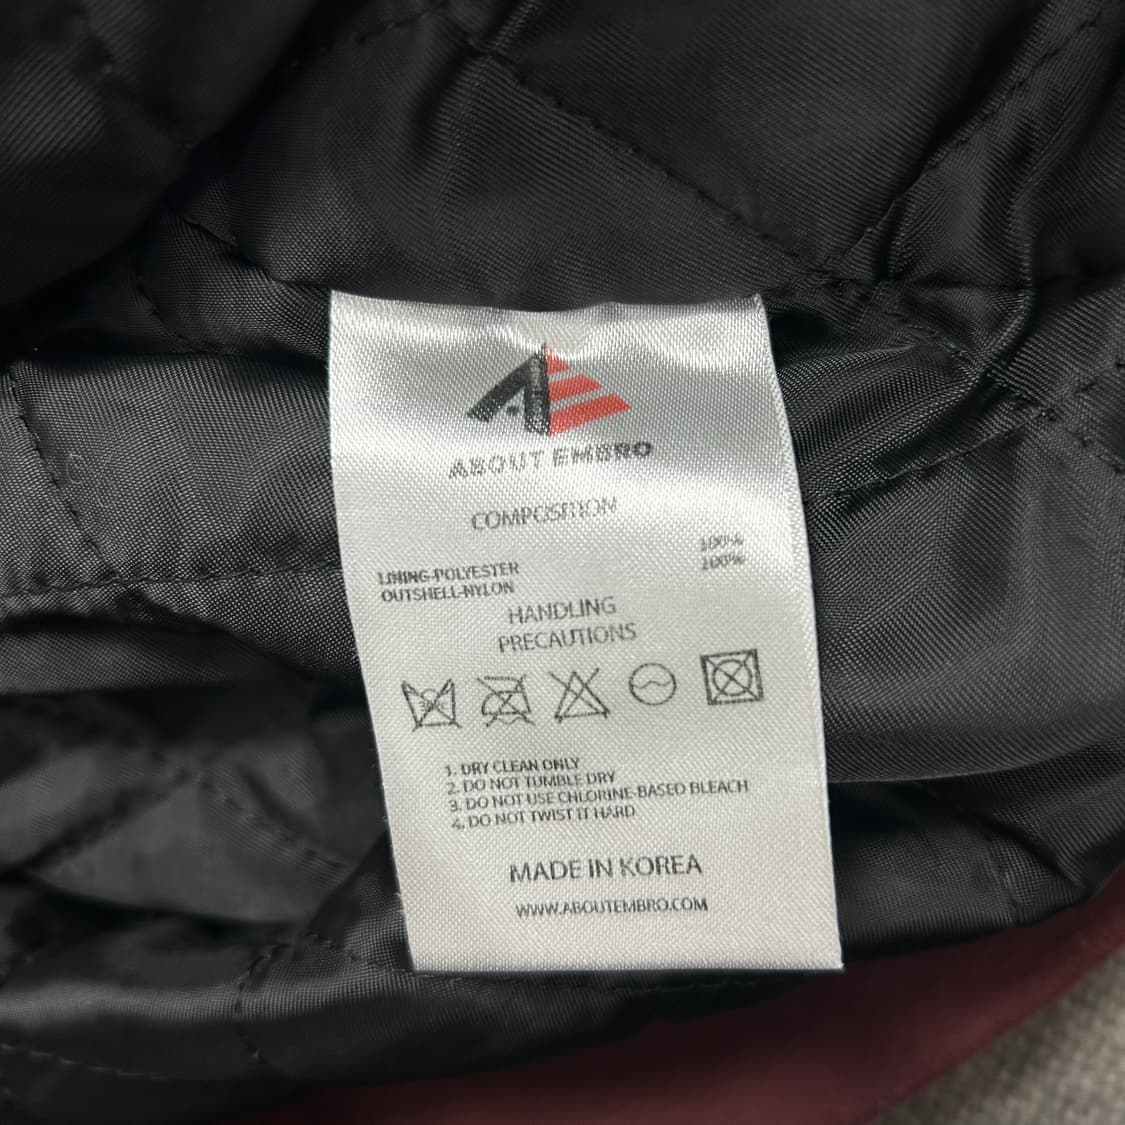 ABOUT EMBRO
COMPOSITION
LINING-POLYESTER 100%
OUTSHELL-NYLON 100%
HANDLING
PRECAUTIONS
1. DRY CLEAN ONLY
2. DO NOT TUMBLE DRY
3. DO NOT USE CHLORINE-BASED BLEACH
4. DO NOT TWIST IT HARD
MADE IN KOREA
WWW.ABOUTEMBRO.COM